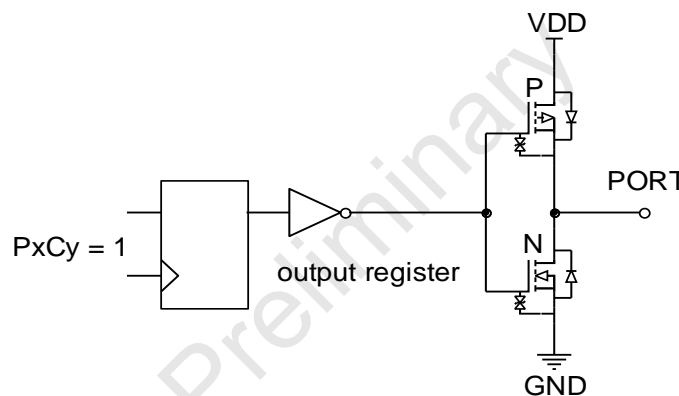 VDD
P
PORT
PxCy = 1
N
output register
GND
Preliminary